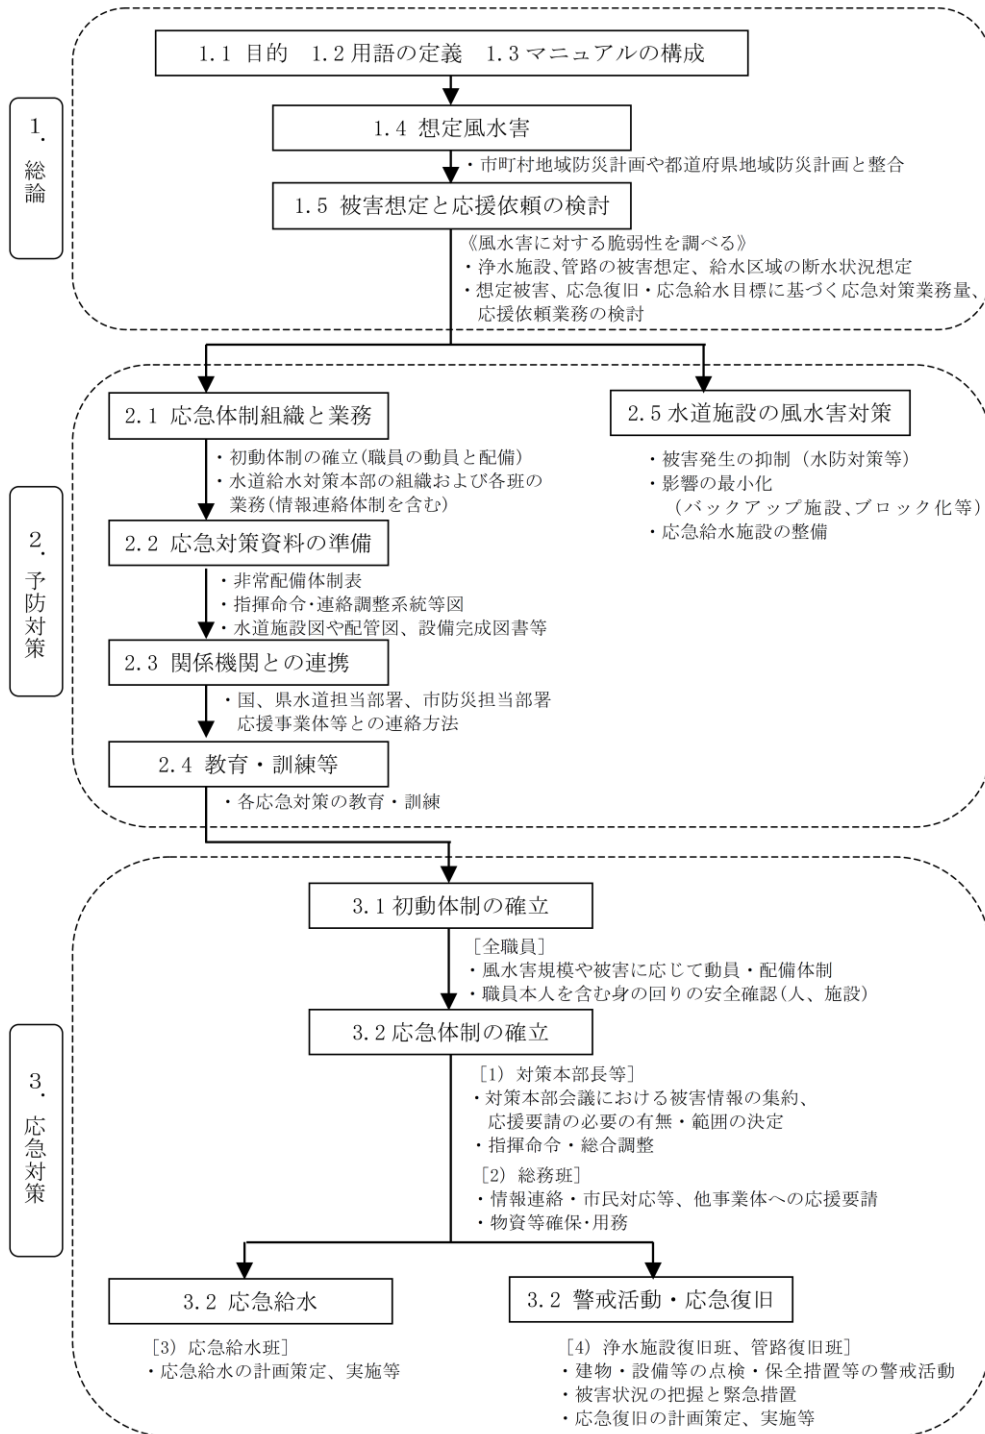 1. 総論
1.1 目的　1.2 用語の定義　1.3 マニュアルの構成
1.4 想定風水害
・市町村地域防災計画や都道府県地域防災計画と整合
1.5 被害想定と応援依頼の検討
《風水害に対する脆弱性を調べる》
・浄水施設、管路の被害想定、給水区域の断水状況想定
・想定被害、応急復旧・応急給水目標に基づく応急対策業務量、
応援依頼業務の検討
2. 予防対策
2.1 応急体制組織と業務
・初動体制の確立(職員の動員と配備)
・水道給水対策本部の組織および各班の
業務(情報連絡体制を含む)
2.2 応急対策資料の準備
・非常配備体制表
・指揮命令・連絡調整系統等図
・水道施設図や配管図、設備完成図書等
2.3 関係機関との連携
・国、県水道担当部署、市防災担当部署
応援事業体等との連絡方法
2.4 教育・訓練等
・各応急対策の教育・訓練
2.5 水道施設の風水害対策
・被害発生の抑制（水防対策等）
・影響の最小化
（バックアップ施設、ブロック化等）
・応急給水施設の整備
3. 応急対策
3.1 初動体制の確立
［全職員］
・風水害規模や被害に応じて動員・配備体制
・職員本人を含む身の回りの安全確認(人、施設)
3.2 応急体制の確立
［1）対策本部長等］
・対策本部会議における被害情報の集約、
応援要請の必要の有無・範囲の決定
・指揮命令・総合調整
［2）総務班］
・情報連絡・市民対応等、他事業体への応援要請
・物資等確保・用務
3.2 応急給水
［3）応急給水班］
・応急給水の計画策定、実施等
3.2 警戒活動・応急復旧
［4）浄水施設復旧班、管路復旧班］
・建物・設備等の点検・保全措置等の警戒活動
・被害状況の把握と緊急措置
・応急復旧の計画策定、実施等